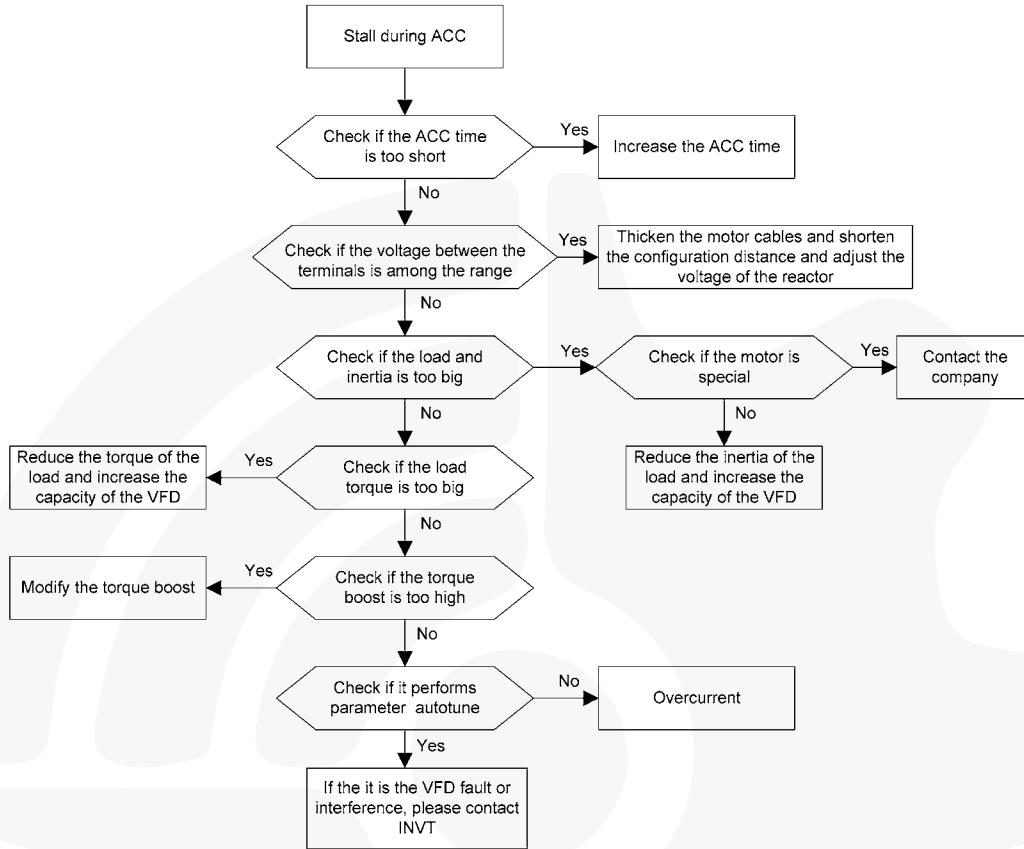 Stall during ACC
Check if the ACC time
is too short
Yes
Increase the ACC time
No
Check if the voltage between the
terminals is among the range
Yes
Thicken the motor cables and shorten
the configuration distance and adjust the
voltage of the reactor
No
Check if the load and
inertia is too big
Yes
Check if the motor is
special
Yes
Contact the
company
No
No
Reduce the inertia of the
load and increase the
capacity of the VFD
Check if the load
torque is too big
Yes
Reduce the torque of the
load and increase the
capacity of the VFD
No
Check if the torque
boost is too high
Yes
Modify the torque boost
No
Check if it performs
parameter autotune
No
Overcurrent
Yes
If the it is the VFD fault or
interference, please contact
INVT